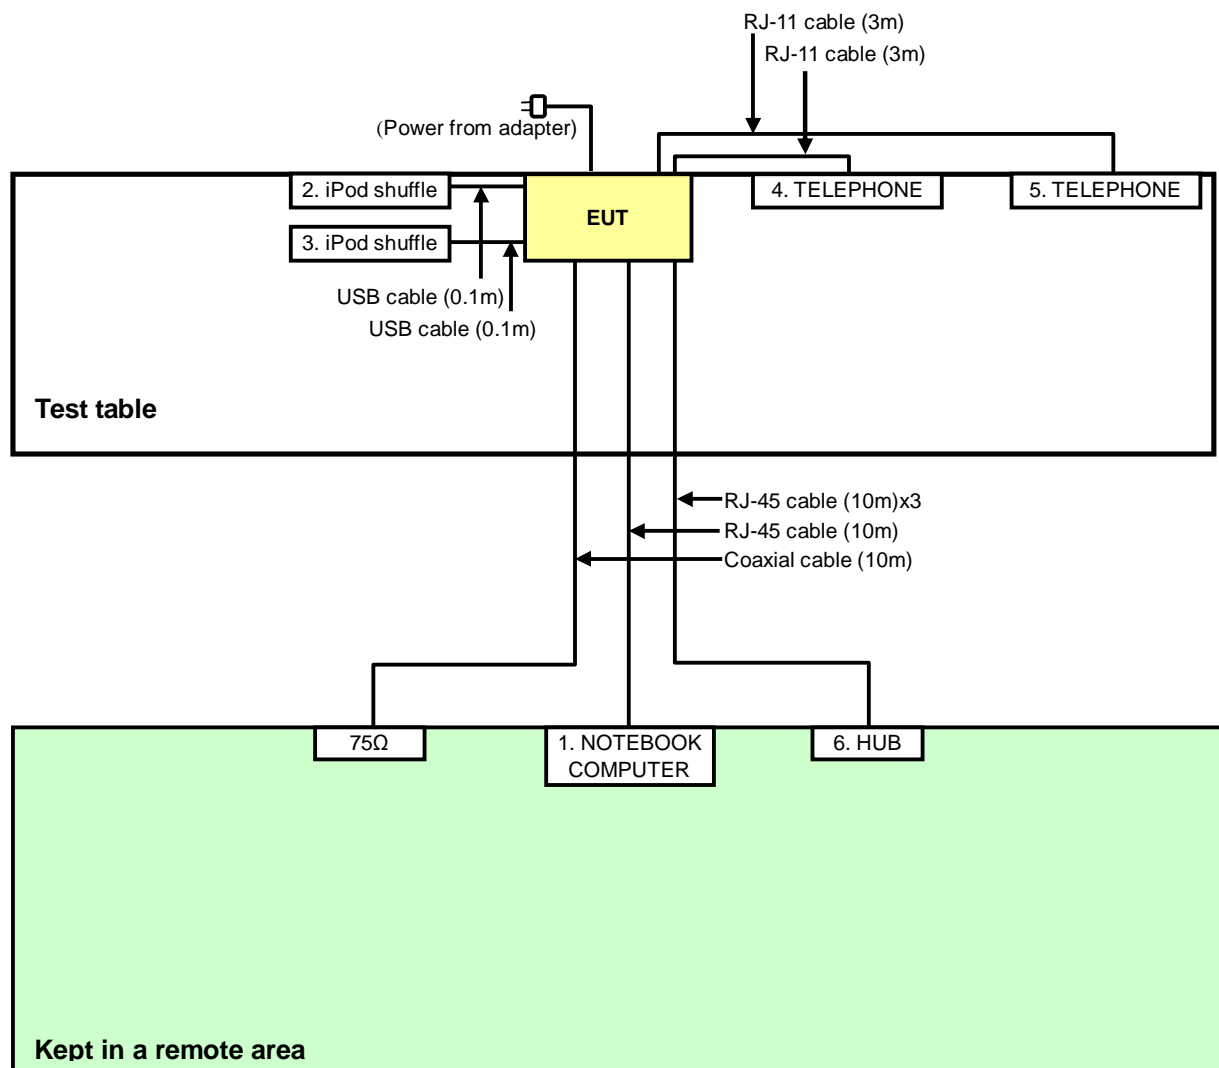 RJ-11 cable (3m)
RJ-11 cable (3m)
(Power from adapter)
2. iPod shuffle
EUT
4. TELEPHONE
5. TELEPHONE
3. iPod shuffle
USB cable (0.1m)
USB cable (0.1m)
Test table
RJ-45 cable (10m)x3
RJ-45 cable (10m)
Coaxial cable (10m)
75Ω
1. NOTEBOOK
COMPUTER
6. HUB
Kept in a remote area